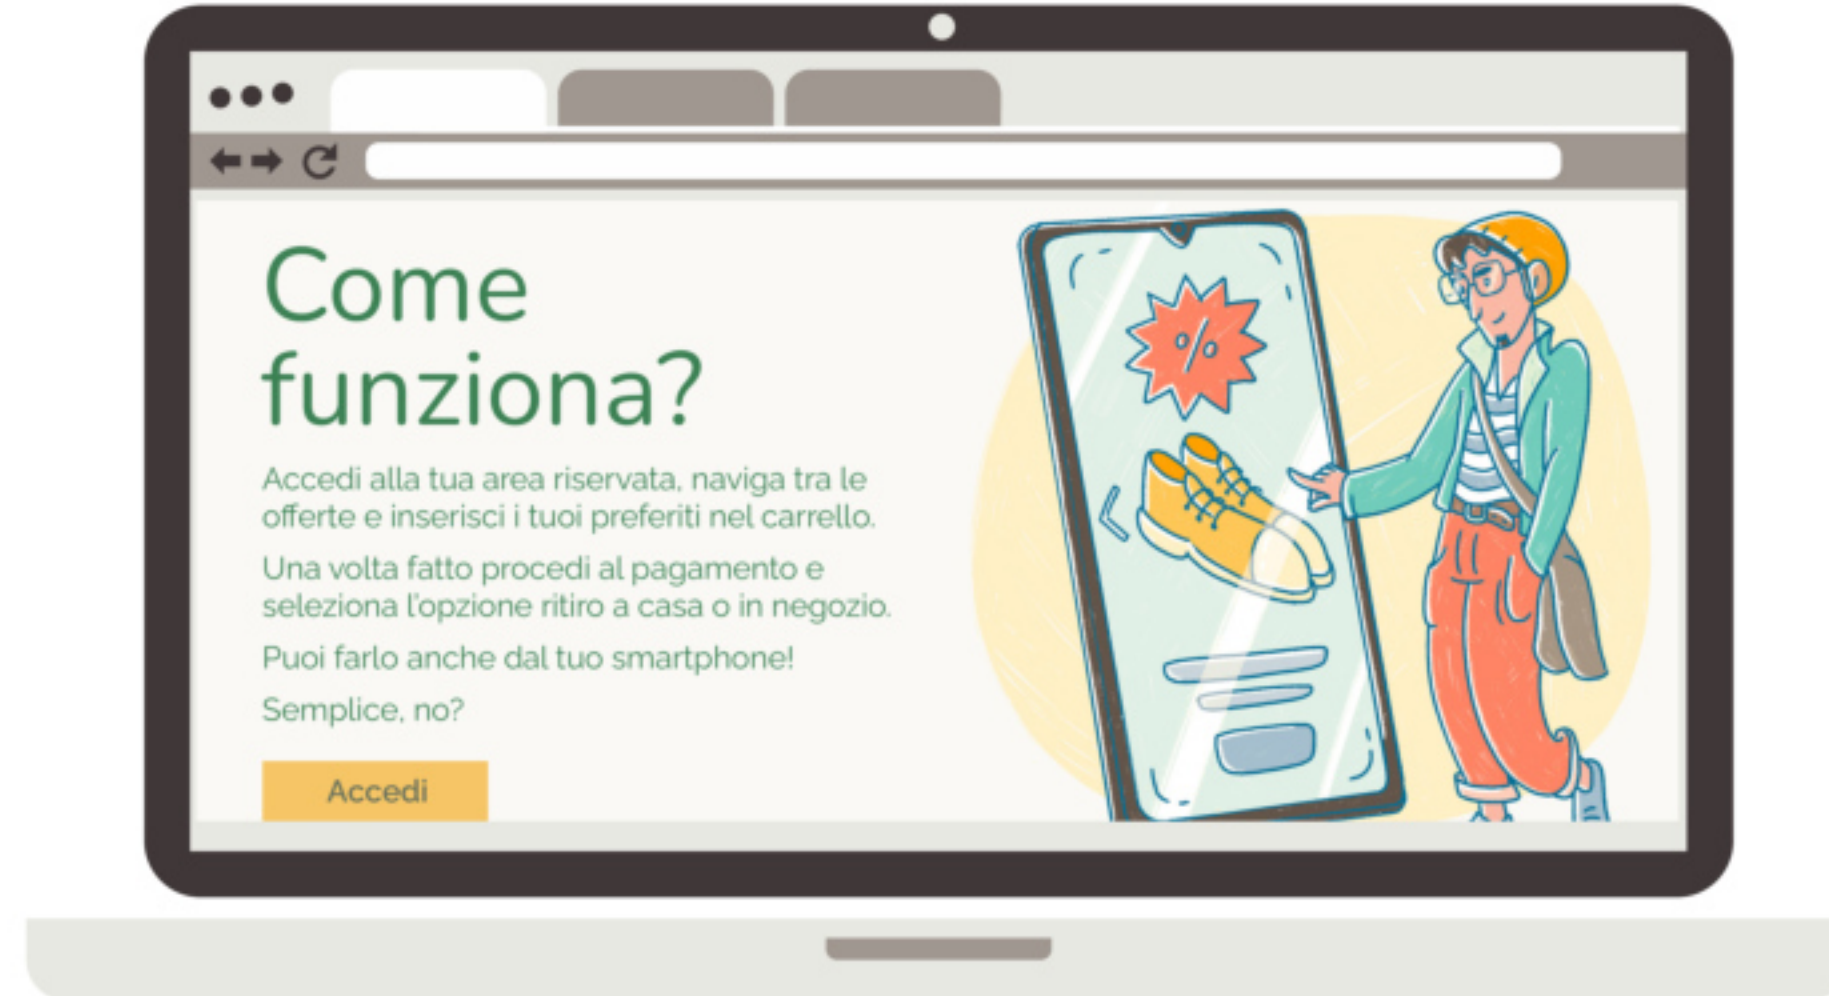 Come
funziona?
Accedi alla tua area riservata, naviga tra le
offerte e inserisci i tuoi preferiti nel carrello.
Una volta fatto procedi al pagamento e
seleziona l'opzione ritiro a casa o in negozio.
Puoi farlo anche dal tuo smartphone!
Semplice, no?
Accedi
%